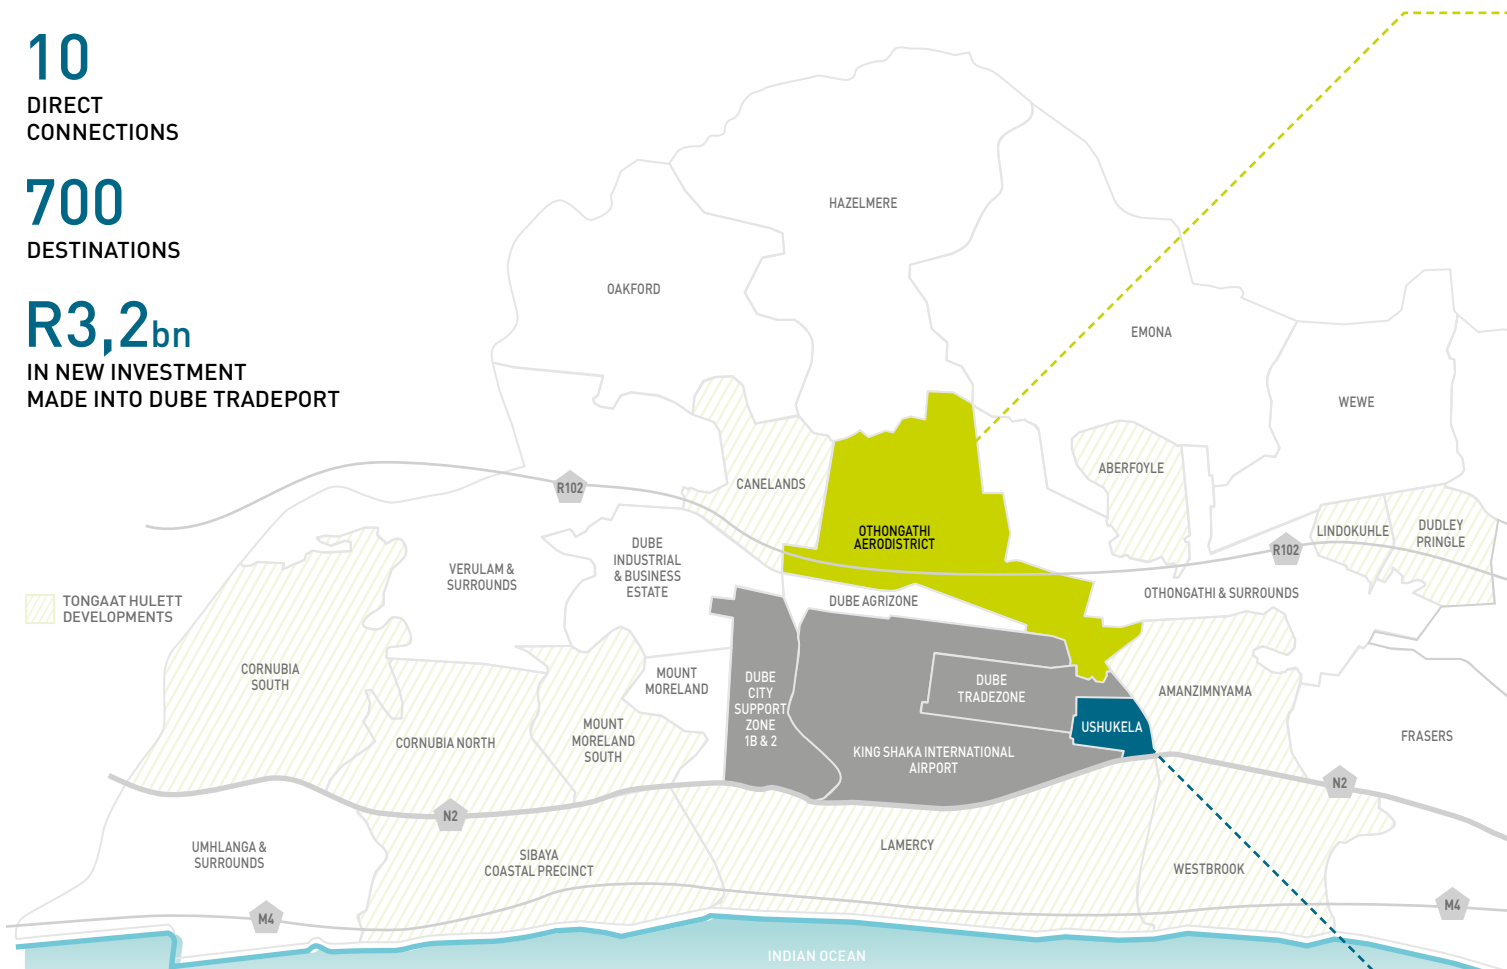 10
DIRECT
CONNECTIONS
700
DESTINATIONS
R3,2bn
IN NEW INVESTMENT
MADE INTO DUBE TRADEPORT
HAZELMERE
OAKFORD
EMONA
WEWE
ABERFOYLE
CANELANDS
R102
OTHONGATHI
AERODISTRICT
LINDOKUHLE
DUDLEY
PRINGLE
R102
DUBE
INDUSTRIAL
& BUSINESS
ESTATE
VERULAM &
SURROUNDS
DUBE AGRIZONE
OTHONGATHI & SURROUNDS
TONGAAT HULETT
DEVELOPMENTS
CORNUBIA
SOUTH
MOUNT
MORELAND
DUBE
CITY
SUPPORT
ZONE
1B & 2
DUBE
TRADEZONE
AMANZIMNYAMA
USHUKELA
MOUNT
MORELAND
SOUTH
CORNUBIA NORTH
KING SHAKA INTERNATIONAL
AIRPORT
FRASERS
N2
N2
UMHLANGA &
SURROUNDS
SIBAYA
COASTAL PRECINCT
LAMERCY
WESTBROOK
M4
M4
INDIAN OCEAN